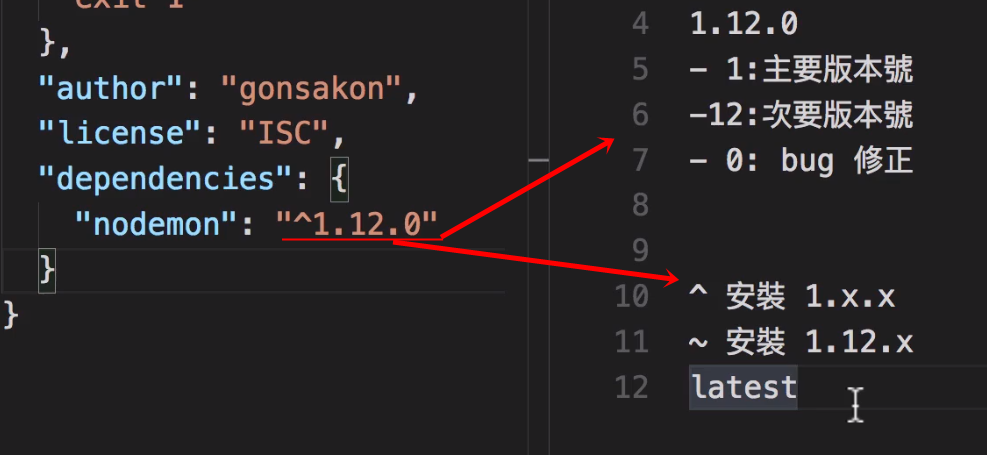 exit 1
},
"author": "gonsakon",
"license": "ISC",
"dependencies": {
"nodemon": "^1.12.0"
}
}
4 1.12.0
5 - 1:主要版本號
6 -12:次要版本號
7 - 0: bug 修正
8
9
10 ^ 安裝 1.x.x
11 ~ 安裝 1.12.x
12 latest